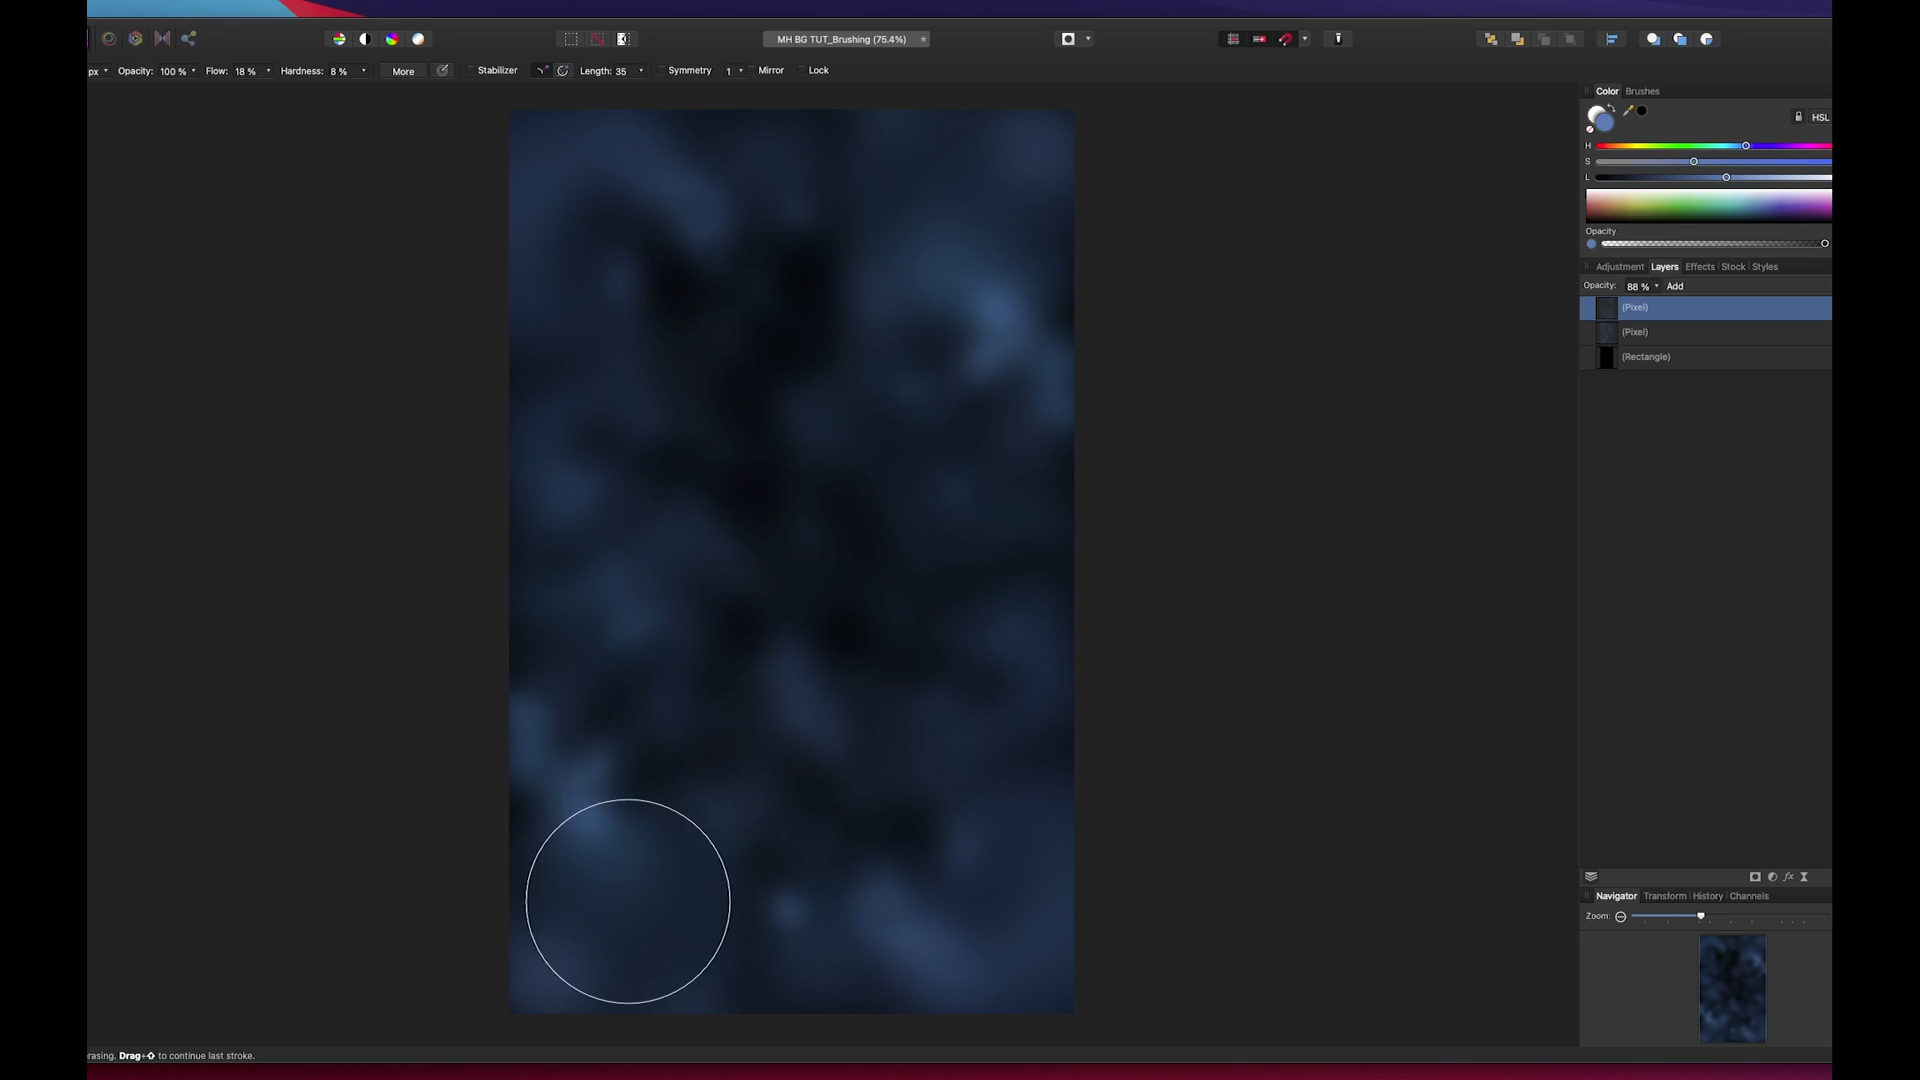 MH BG TUT_Brushing (75.4%)
px Opacity: 100 % Flow: 18 % Hardness: 8 % More Stabilizer Length: 35 Symmetry 1 Mirror Lock
Color Brushes
HSL
H
S
L
Opacity
Adjustment Layers Effects Stock Styles
Opacity: 88 % Add
(Pixel)
(Pixel)
(Rectangle)
fx
Navigator Transform History Channels
Zoom:
rasing. Drag+⇧ to continue last stroke.